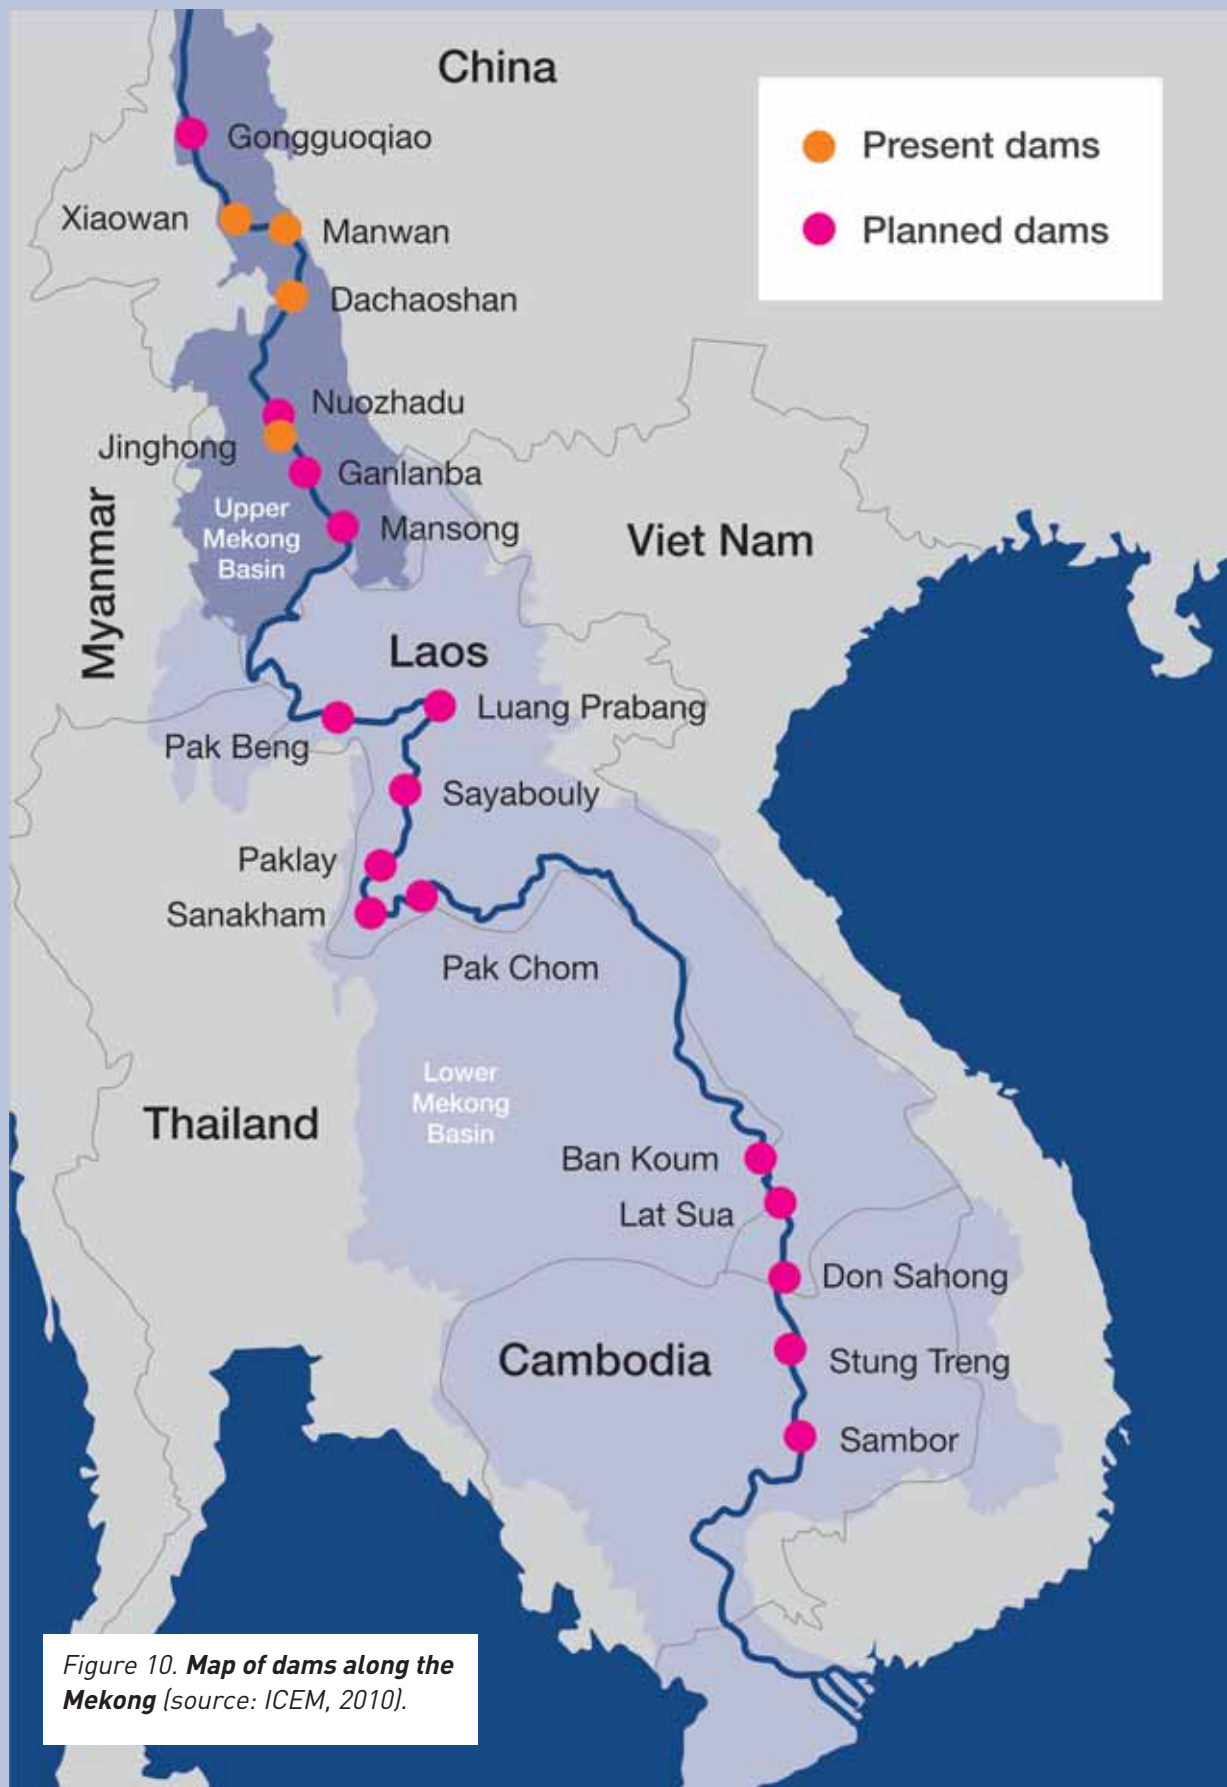 China
Present dams
Planned dams
Gongguoqiao
Xiaowan
Manwan
Dachaoshan
Nuozhadu
Jinghong
Ganlanba
Mansong
Upper
Mekong
Basin
Viet Nam
Myanmar
Laos
Luang Prabang
Pak Beng
Sayabouly
Paklay
Sanakham
Pak Chom
Lower
Mekong
Basin
Thailand
Ban Koum
Lat Sua
Don Sahong
Cambodia
Stung Treng
Sambor
Figure 10. Map of dams along the
Mekong (source: ICEM, 2010).